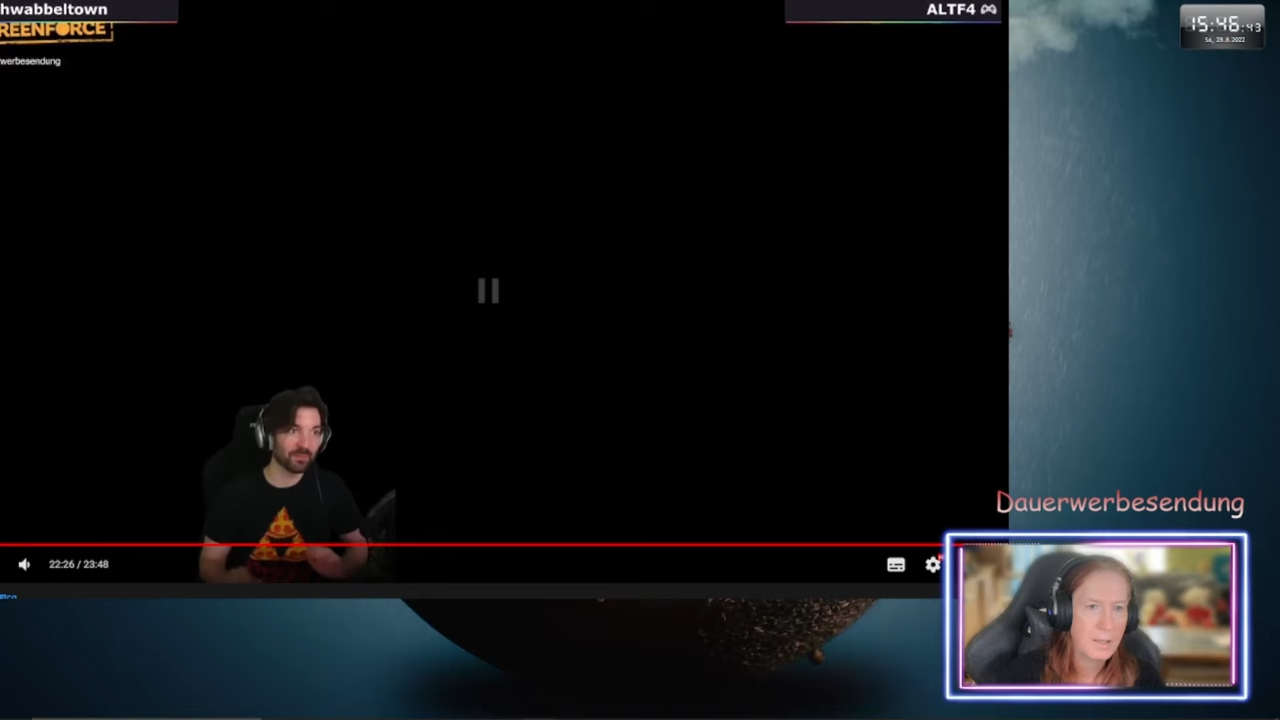 hwabbeltown
ALTF4
REENFORCE
werbesendung
15:46:43
Dauerwerbesendung
22:26 / 23:48